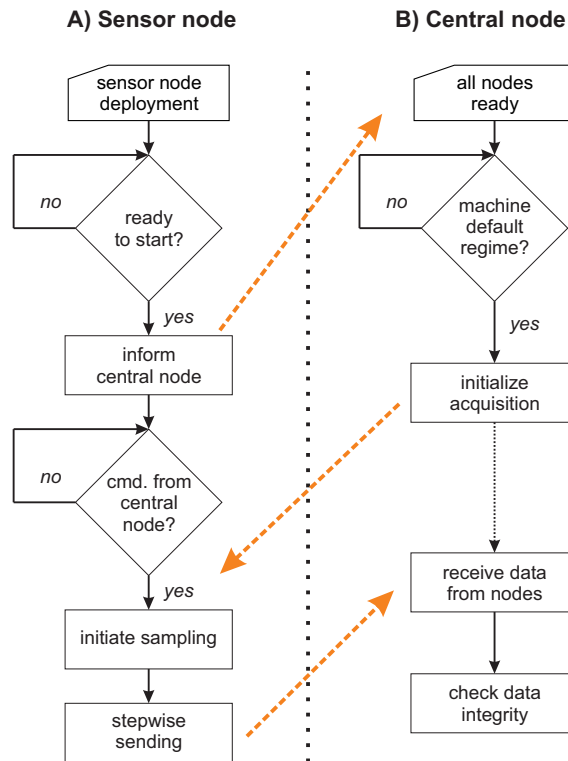 A) Sensor node
sensor node
deployment
no
ready
to start?
yes
inform
central node
no
cmd. from
central
node?
yes
initiate sampling
stepwise
sending
B) Central node
all nodes
ready
no
machine
default
regime?
yes
initialize
acquisition
receive data
from nodes
check data
integrity